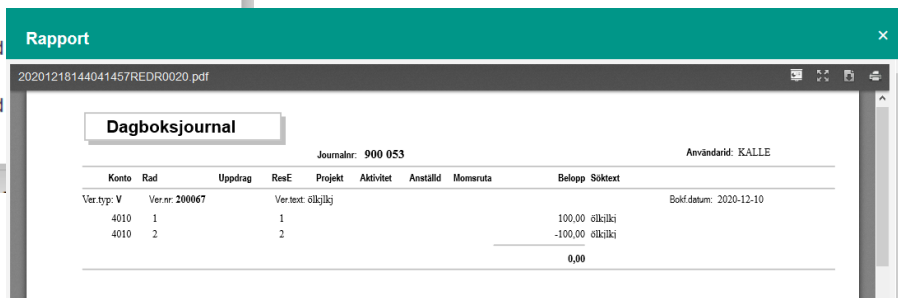 Rapport ×
20201218144041457REDR0020.pdf
Dagboksjournal
Journalnr: 900 053 Användarid: KALLE
Konto Rad Uppdrag ResE Projekt Aktivitet Anställd Momsruta Belopp Söktext
Ver.typ: V Ver.nr: 200067 Ver.text: ölkjlkj Bokf.datum: 2020-12-10
4010 1 1 100,00 ölkjlkj
4010 2 2 -100,00 ölkjlkj
0,00